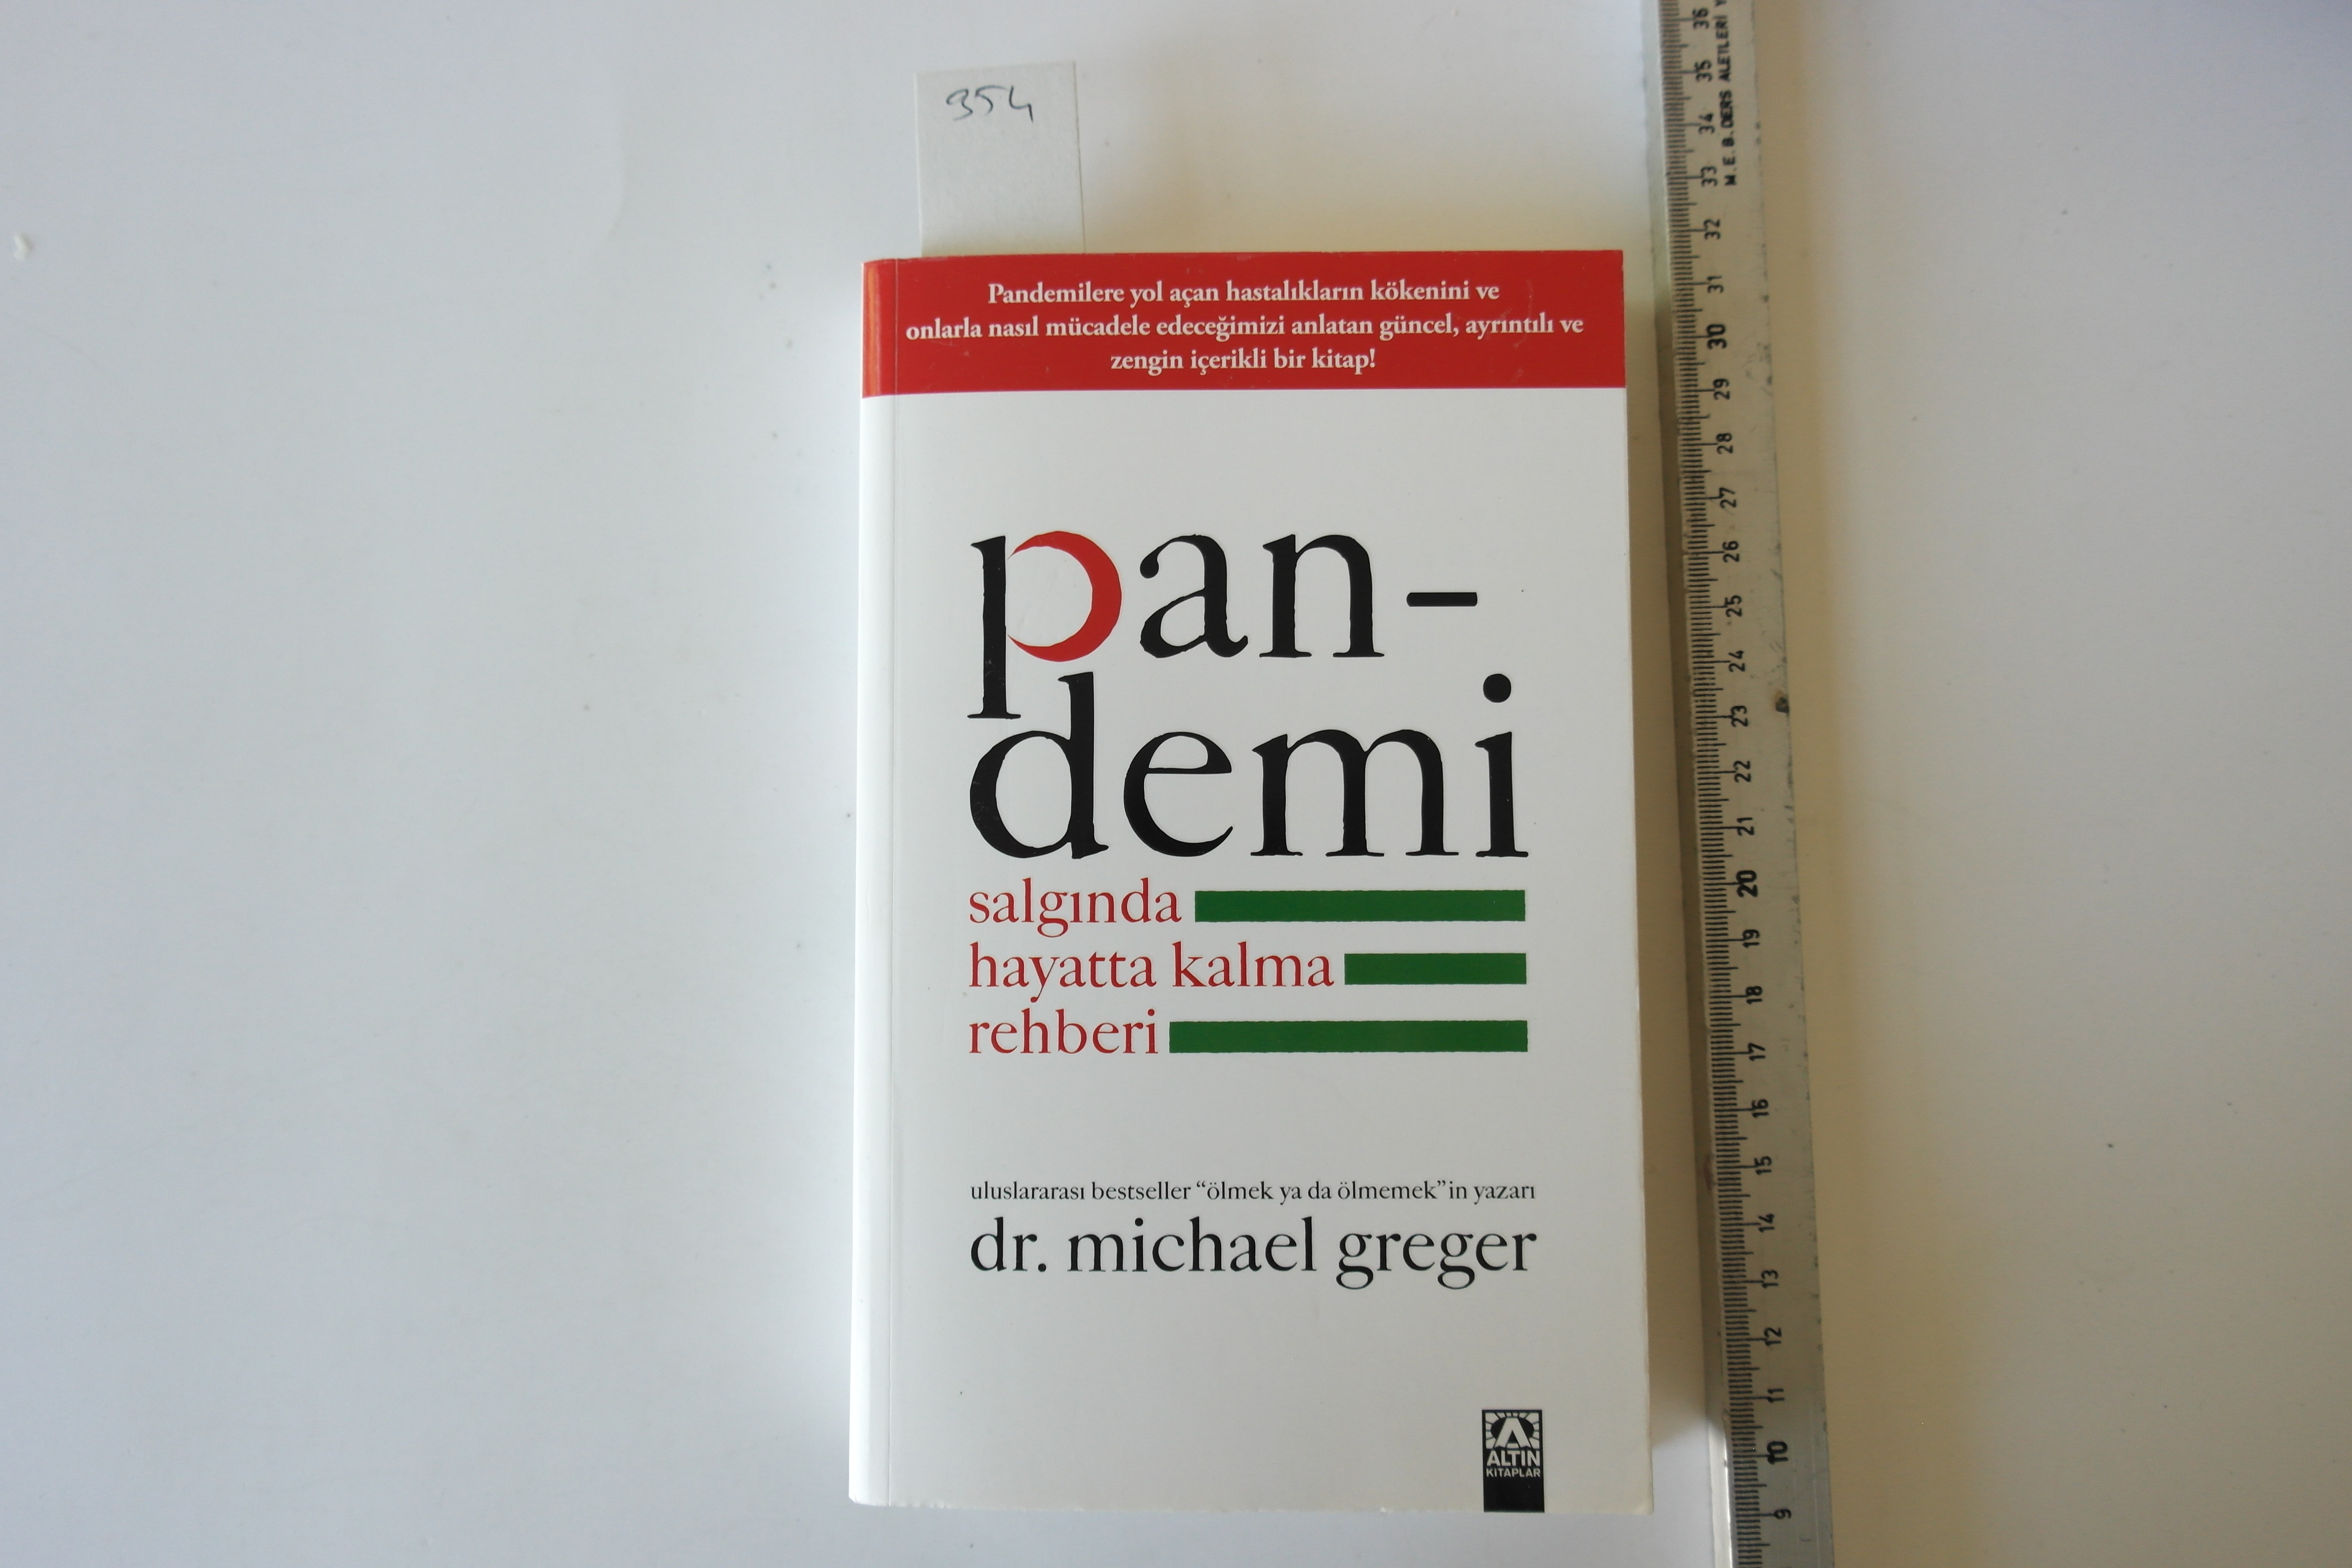 354
Pandemilere yol açan hastalıkların kökenini ve
onlarla nasıl mücadele edeceğimizi anlatan güncel, ayrıntılı ve
zengin içerikli bir kitap!
pan-
demi
salgında
hayatta kalma
rehberi
uluslararası bestseller “ölmek ya da ölmemek”in yazarı
dr. michael greger
ALTIN
KİTAPLAR
M.E.B. DERS ALETLERİ Y
36
35
34
33
32
31
30
29
28
27
26
25
24
23
22
21
20
19
18
17
16
15
14
13
12
11
10
9